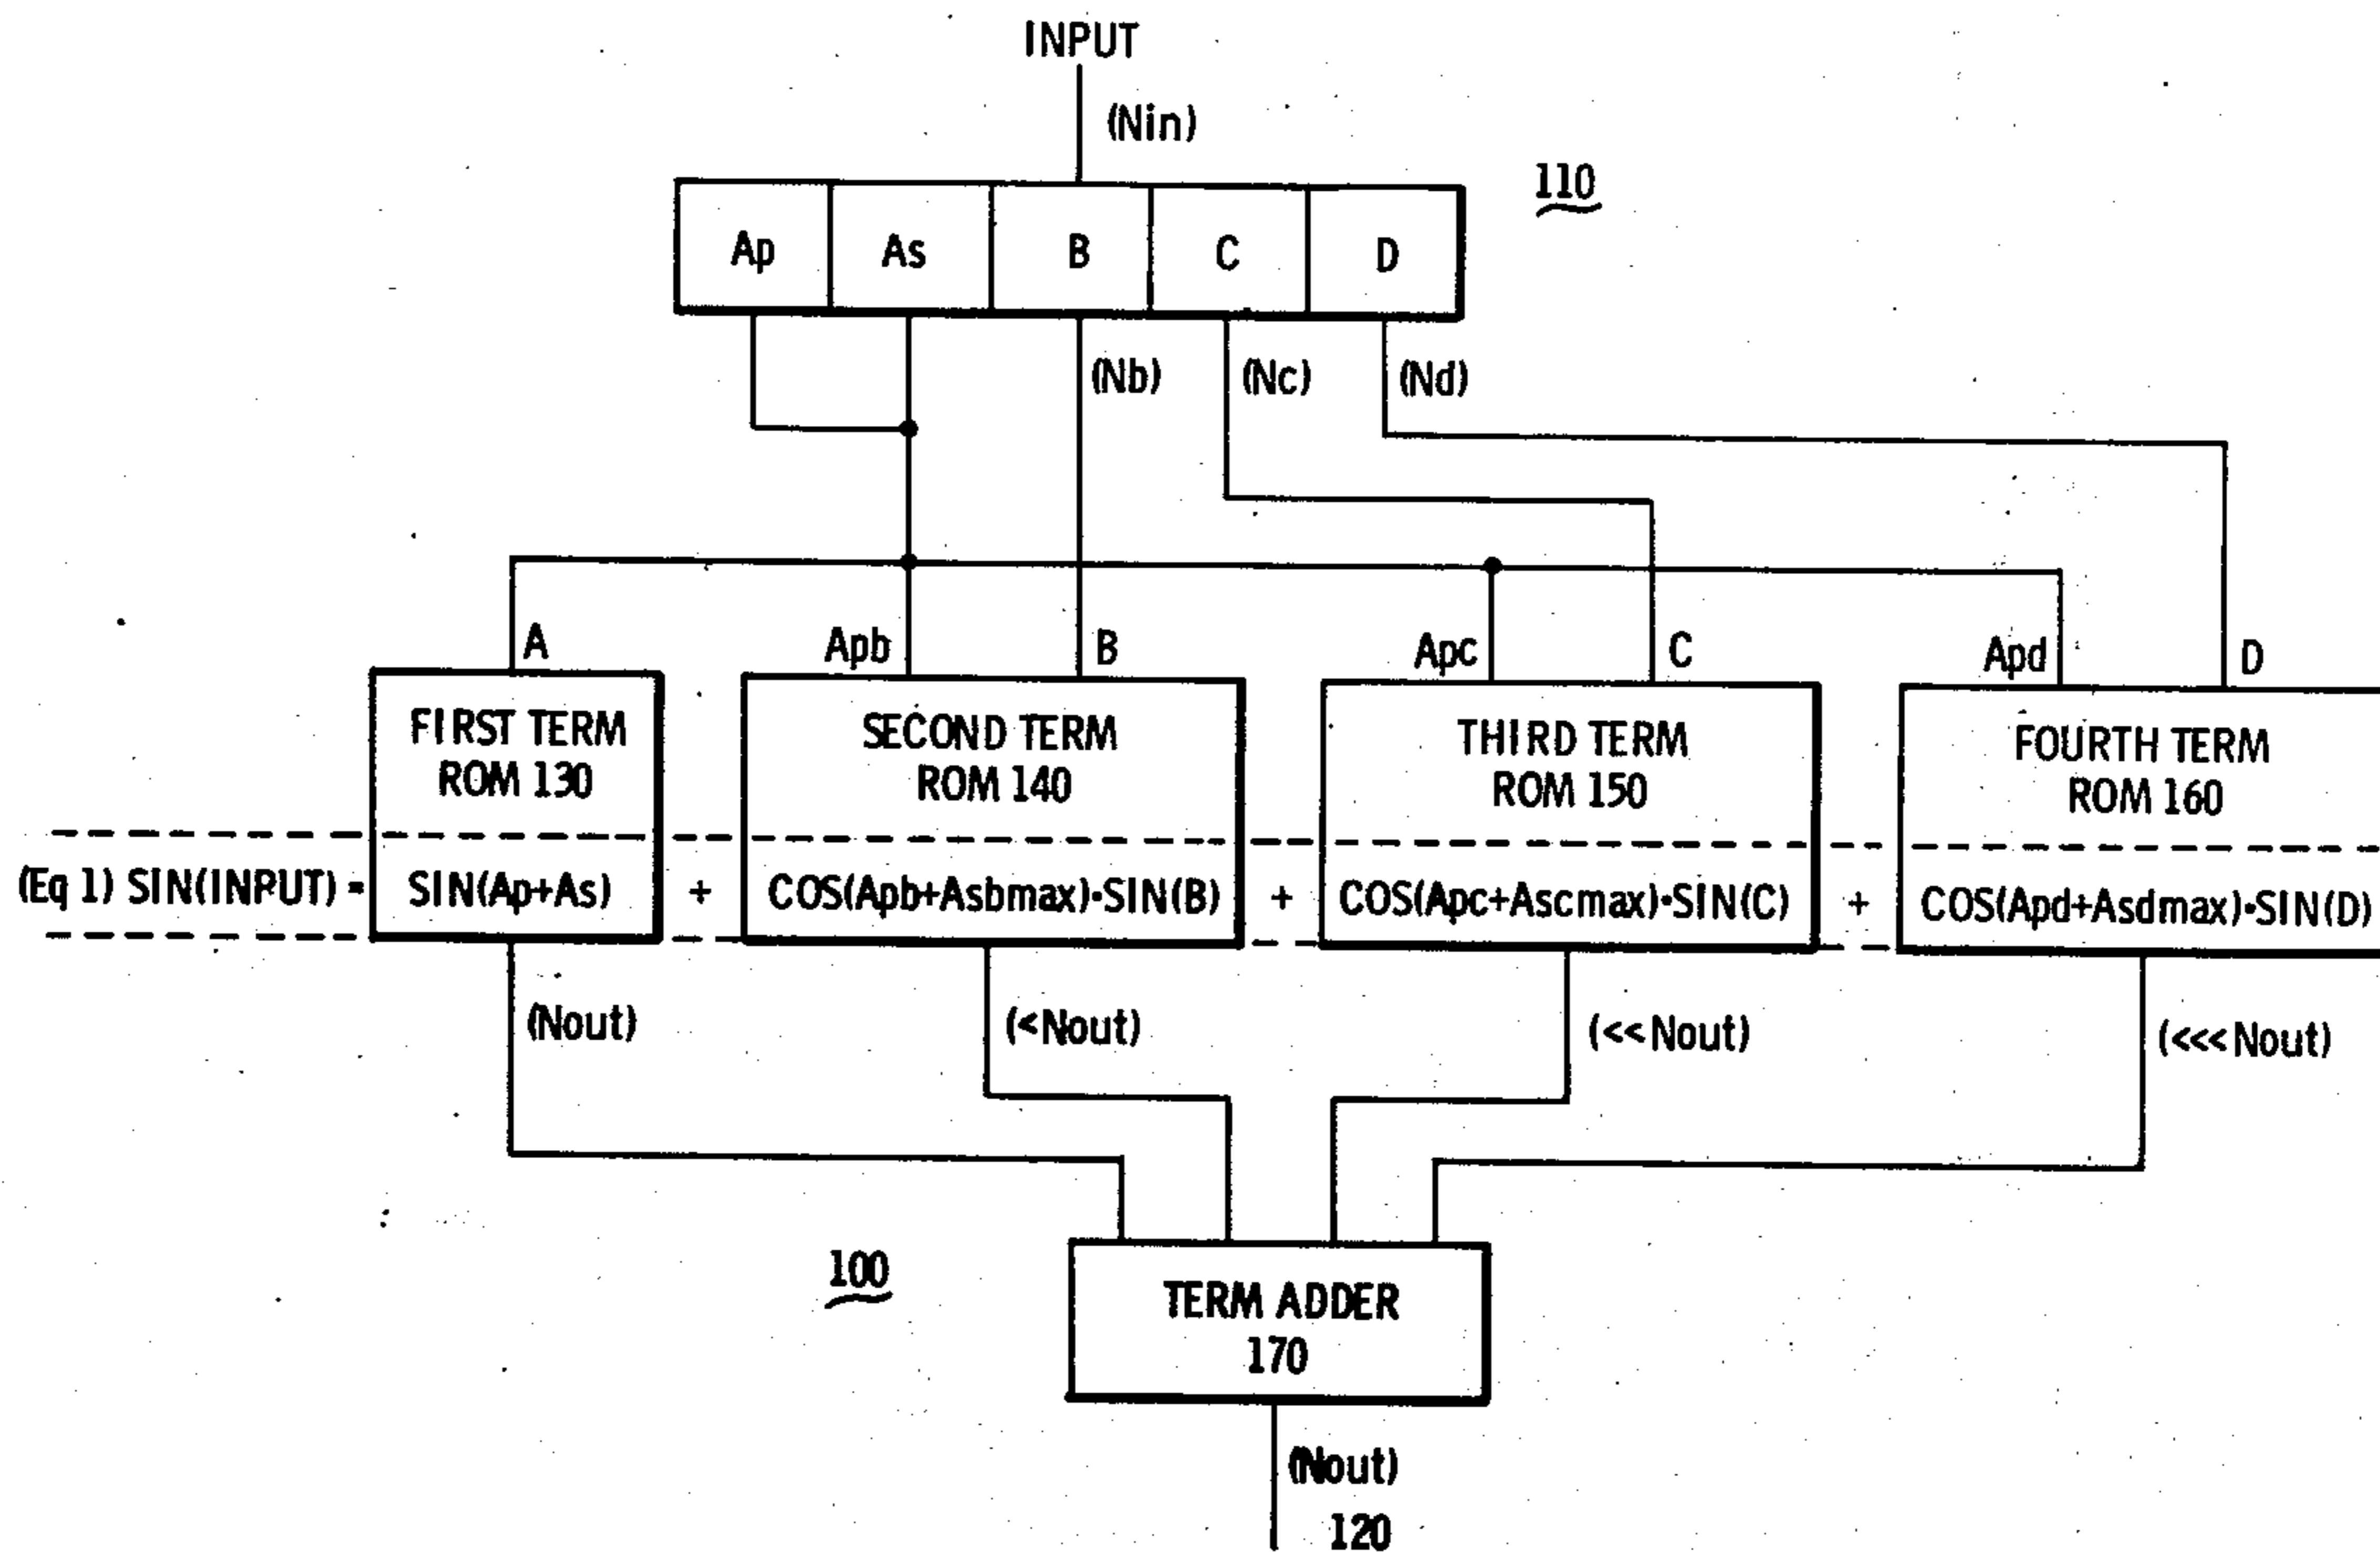 INPUT
(Nin)
110
Ap As B C D
(Nb) (Nc) (Nd)
A Apb B Apc C Apd D
FIRST TERM
ROM 130
SECOND TERM
ROM 140
THIRD TERM
ROM 150
FOURTH TERM
ROM 160
(Eq 1) SIN(INPUT) = SIN(Ap+As) + COS(Apb+Asbmax)·SIN(B) + COS(Apc+Ascmax)·SIN(C) + COS(Apd+Asdmax)·SIN(D)
(Nout) (<Nout) (<<Nout) (<<<Nout)
100
TERM ADDER
170
(Nout)
120